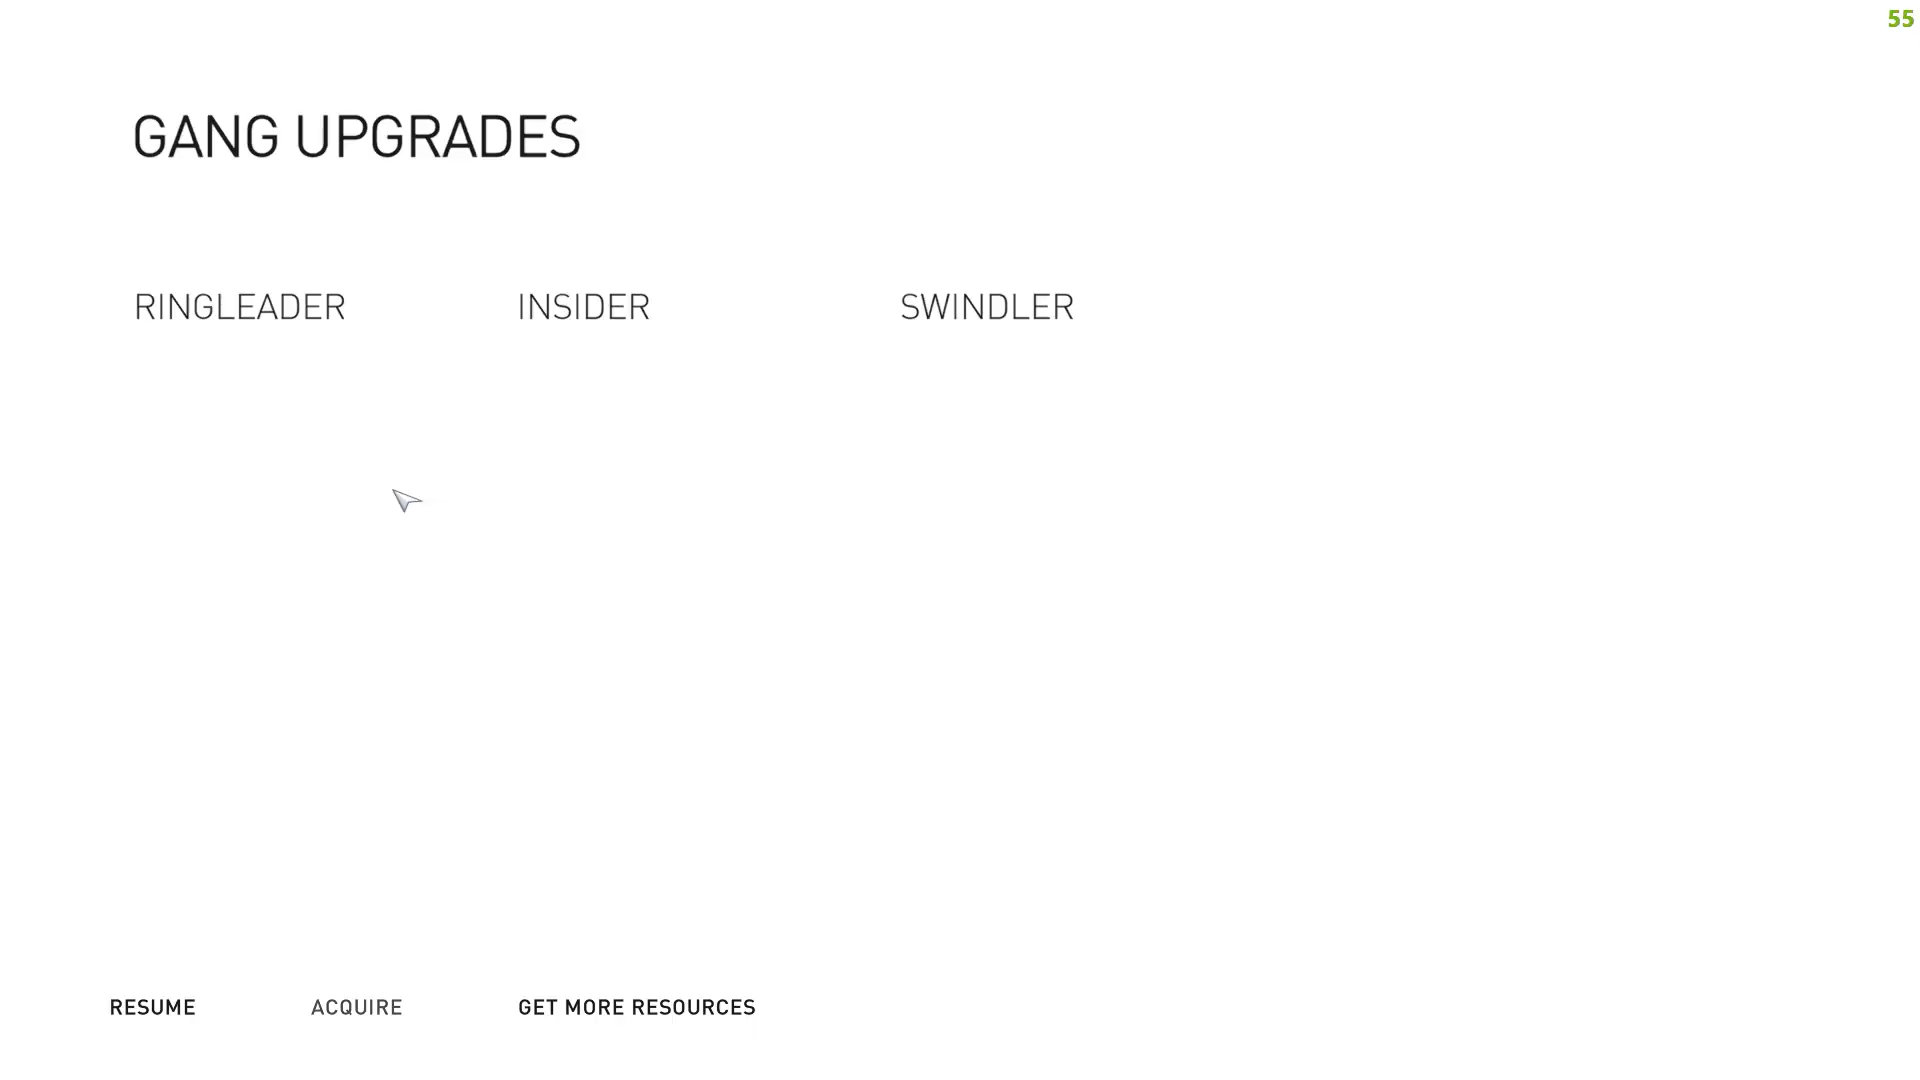 55
GANG UPGRADES
RINGLEADER INSIDER SWINDLER
RESUME ACQUIRE GET MORE RESOURCES